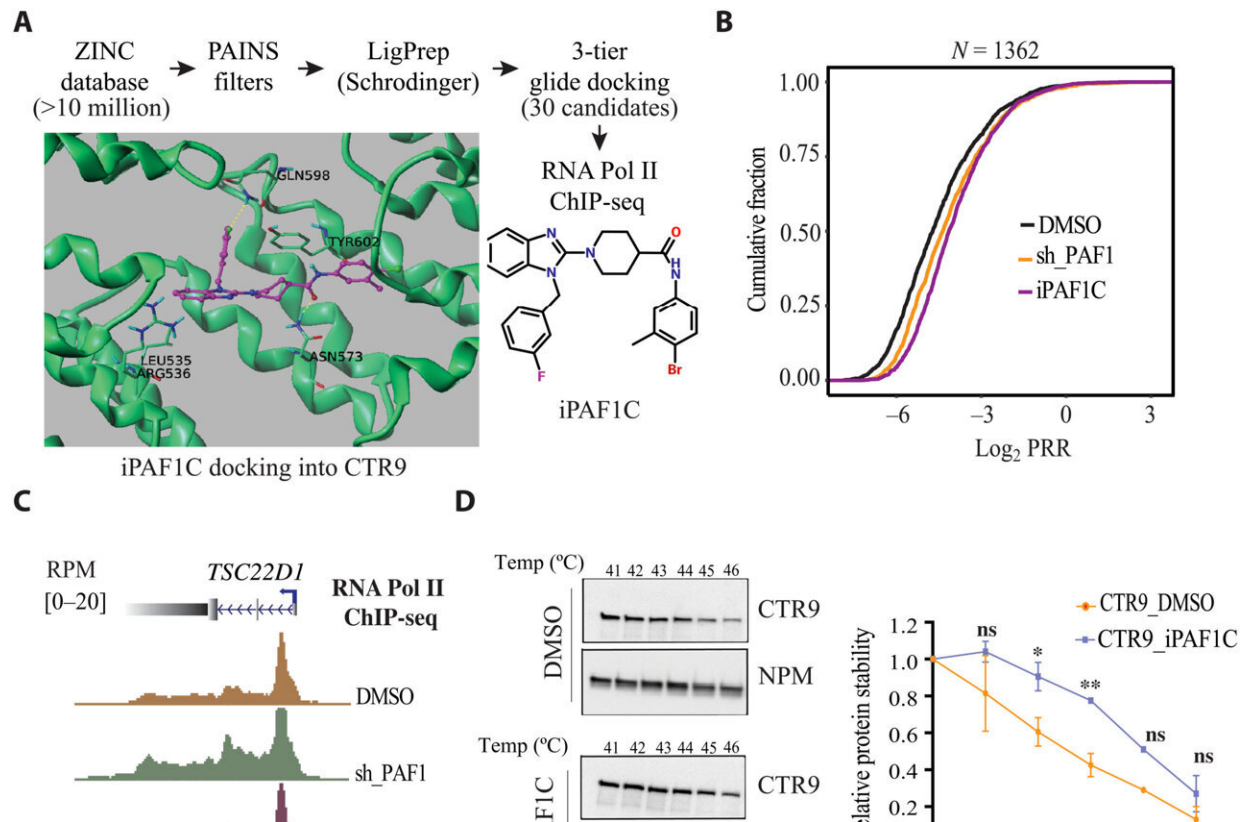 A
ZINC
database
(>10 million)
PAINS
filters
LigPrep
(Schrodinger)
3-tier
glide docking
(30 candidates)
RNA Pol II
ChIP-seq
GLN598
TYR602
LEU535
ARG536
ASN573
N
N
N
O
H
N
F
Br
iPAF1C
iPAF1C docking into CTR9
B
N = 1362
1.00
0.75
0.50
0.25
0.00
Cumulative fraction
DMSO
sh_PAF1
iPAF1C
−6 −3 0 3
Log2 PRR
C
RPM
[0–20]
TSC22D1
RNA Pol II
ChIP-seq
DMSO
sh_PAF1
D
Temp (ºC) 41 42 43 44 45 46
DMSO
CTR9
NPM
Temp (ºC) 41 42 43 44 45 46
CTR9
CTR9_DMSO
CTR9_iPAF1C
protein stability
1.2
1.0
0.8
0.6
0.4
0.2
ns
*
**
ns
ns